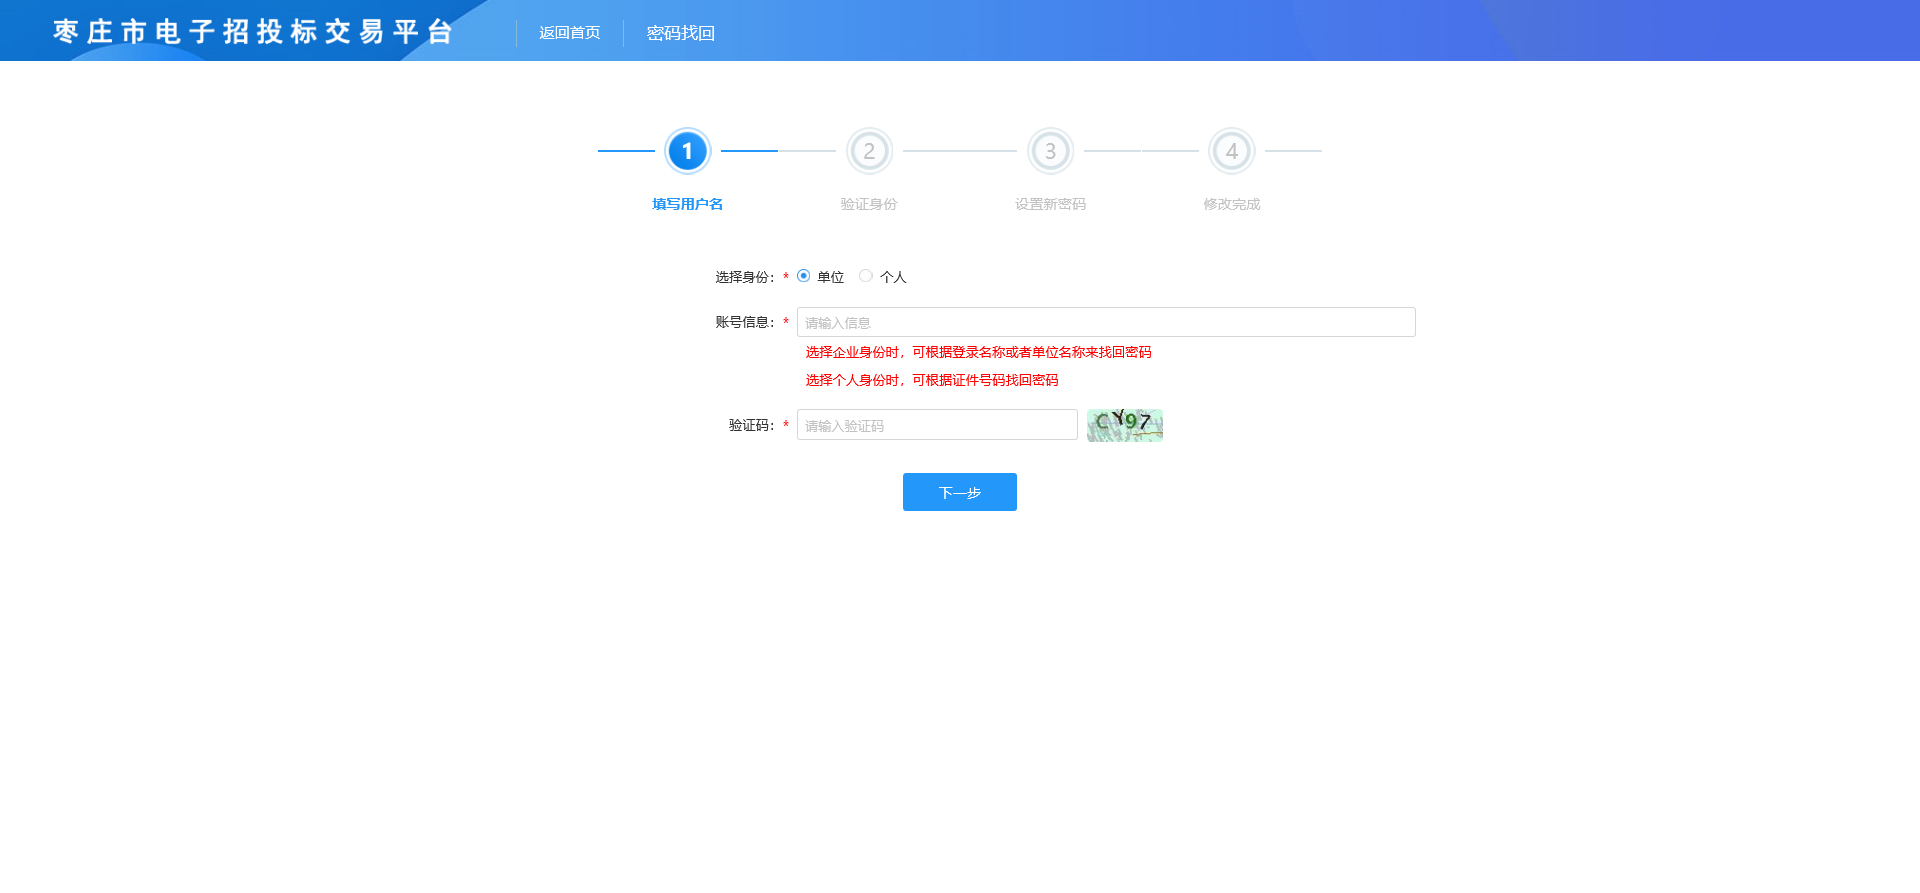 枣庄市电子招投标交易平台
返回首页
密码找回
1
2
3
4
填写用户名
验证身份
设置新密码
修改完成
选择身份：* 单位 个人
账号信息：* 请输入信息
选择企业身份时，可根据登录名称或者单位名称来找回密码
选择个人身份时，可根据证件号码找回密码
验证码：* 请输入验证码 CY97
下一步